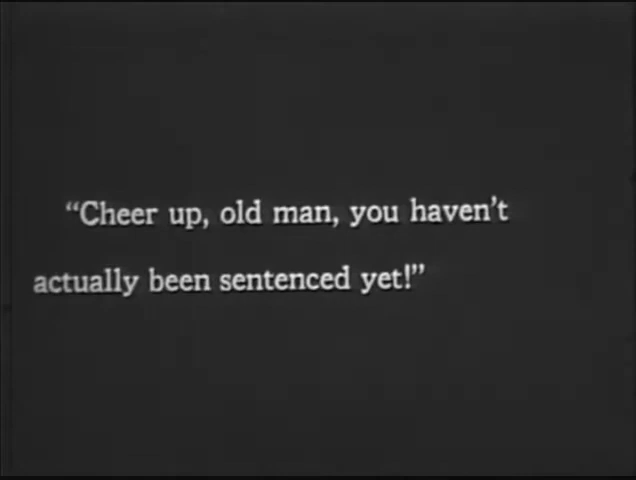 “Cheer up, old man, you haven’t
actually been sentenced yet!”